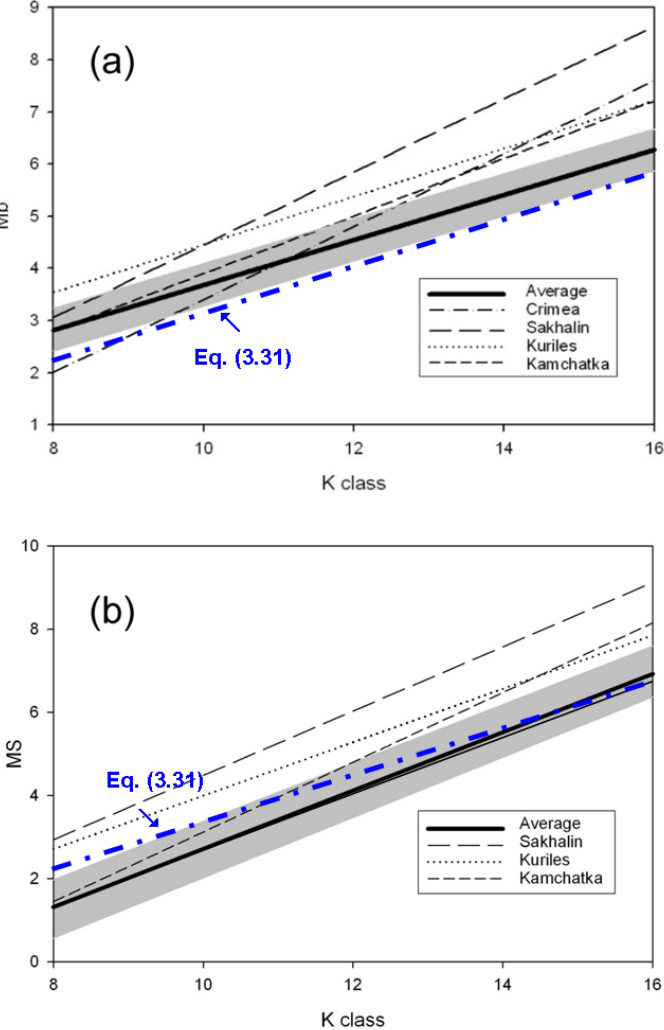 9
(a)
8
7
6
5
Mb
4
3
2
1
Eq. (3.31)
Average
Crimea
Sakhalin
Kuriles
Kamchatka
8 10 12 14 16
K class
10
(b)
8
6
MS
4
2
0
Eq. (3.31)
Average
Sakhalin
Kuriles
Kamchatka
8 10 12 14 16
K class